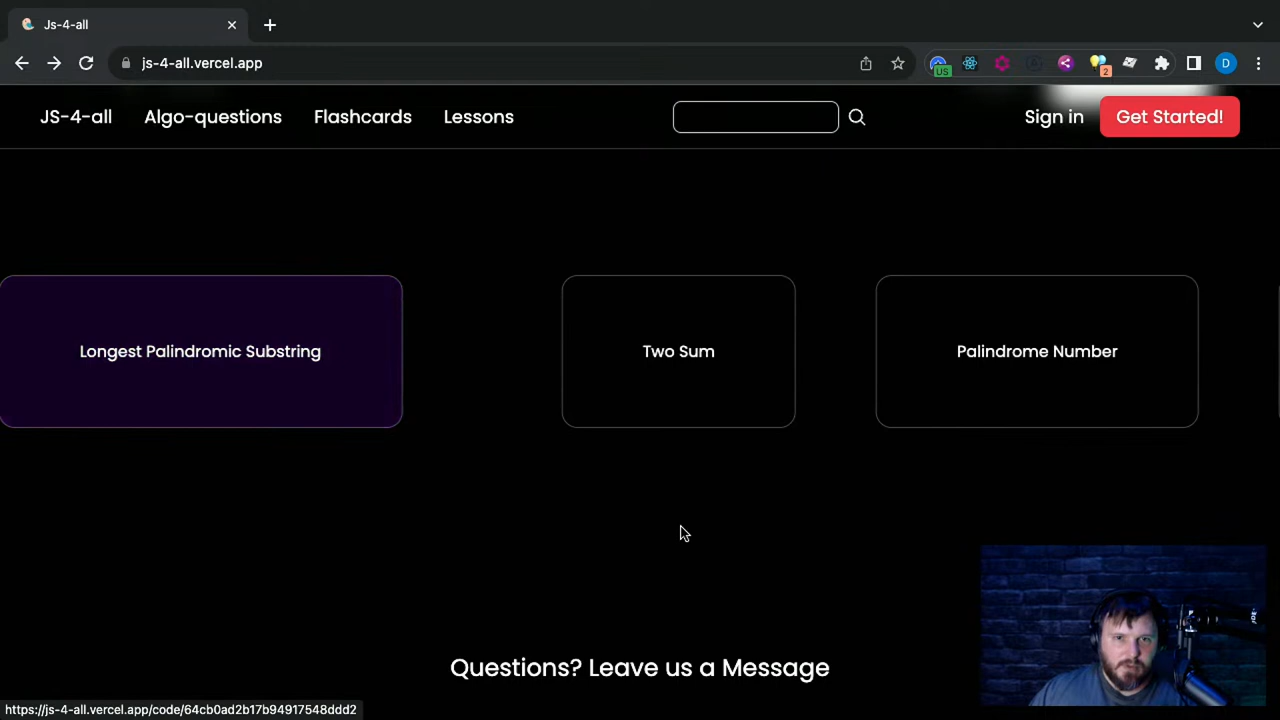 Js-4-all
js-4-all.vercel.app
US
2
D
JS-4-all
Algo-questions
Flashcards
Lessons
Sign in
Get Started!
Longest Palindromic Substring
Two Sum
Palindrome Number
Questions? Leave us a Message
https://js-4-all.vercel.app/code/64cb0ad2b17b94917548ddd2